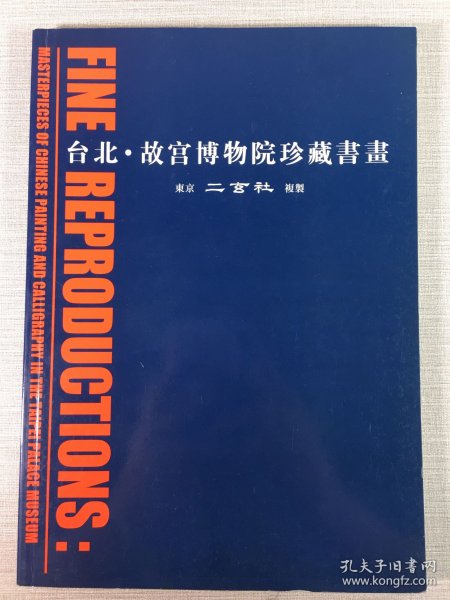 FINE REPRODUCTIONS:
MASTERPIECES OF CHINESE PAINTING AND CALLIGRAPHY IN THE TAIPEI PALACE MUSEUM
台北・故宮博物院珍藏書畫
東京 二玄社 複製
孔夫子旧书网
www.kongfz.com